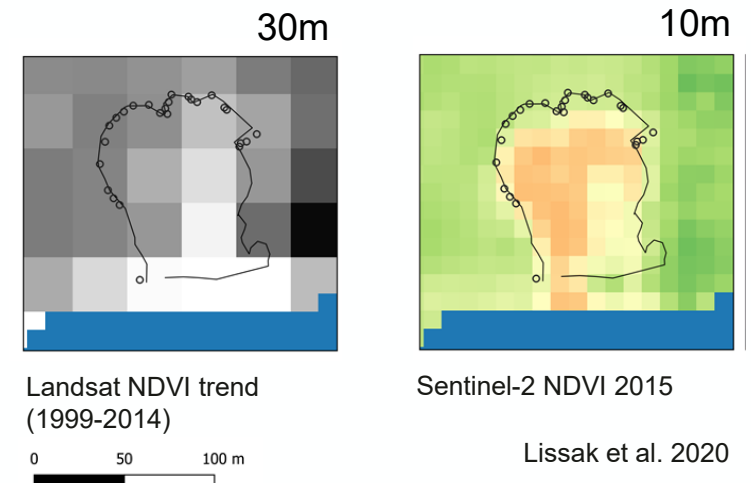 30m
10m
Landsat NDVI trend
(1999-2014)
Sentinel-2 NDVI 2015
0 50 100 m
Lissak et al. 2020